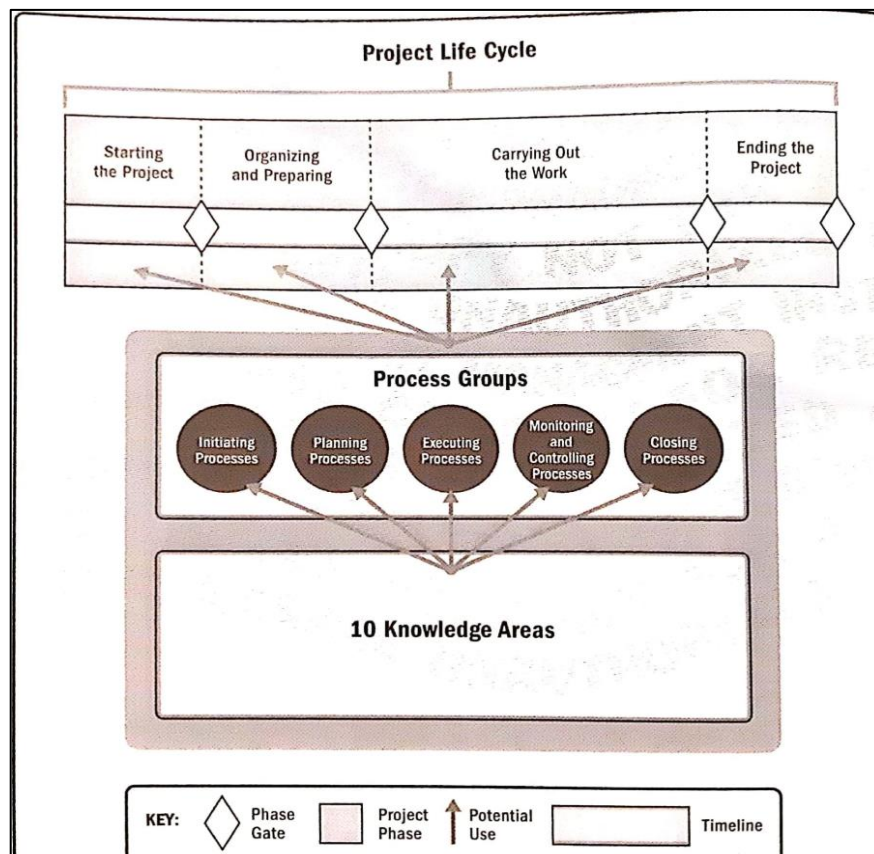 Project Life Cycle
Starting
the Project
Organizing
and Preparing
Carrying Out
the Work
Ending the
Project
NOT
Process Groups
Initiating
Processes
Planning
Processes
Executing
Processes
Monitoring
and
Controlling
Processes
Closing
Processes
10 Knowledge Areas
KEY:
Phase
Gate
Project
Phase
Potential
Use
Timeline